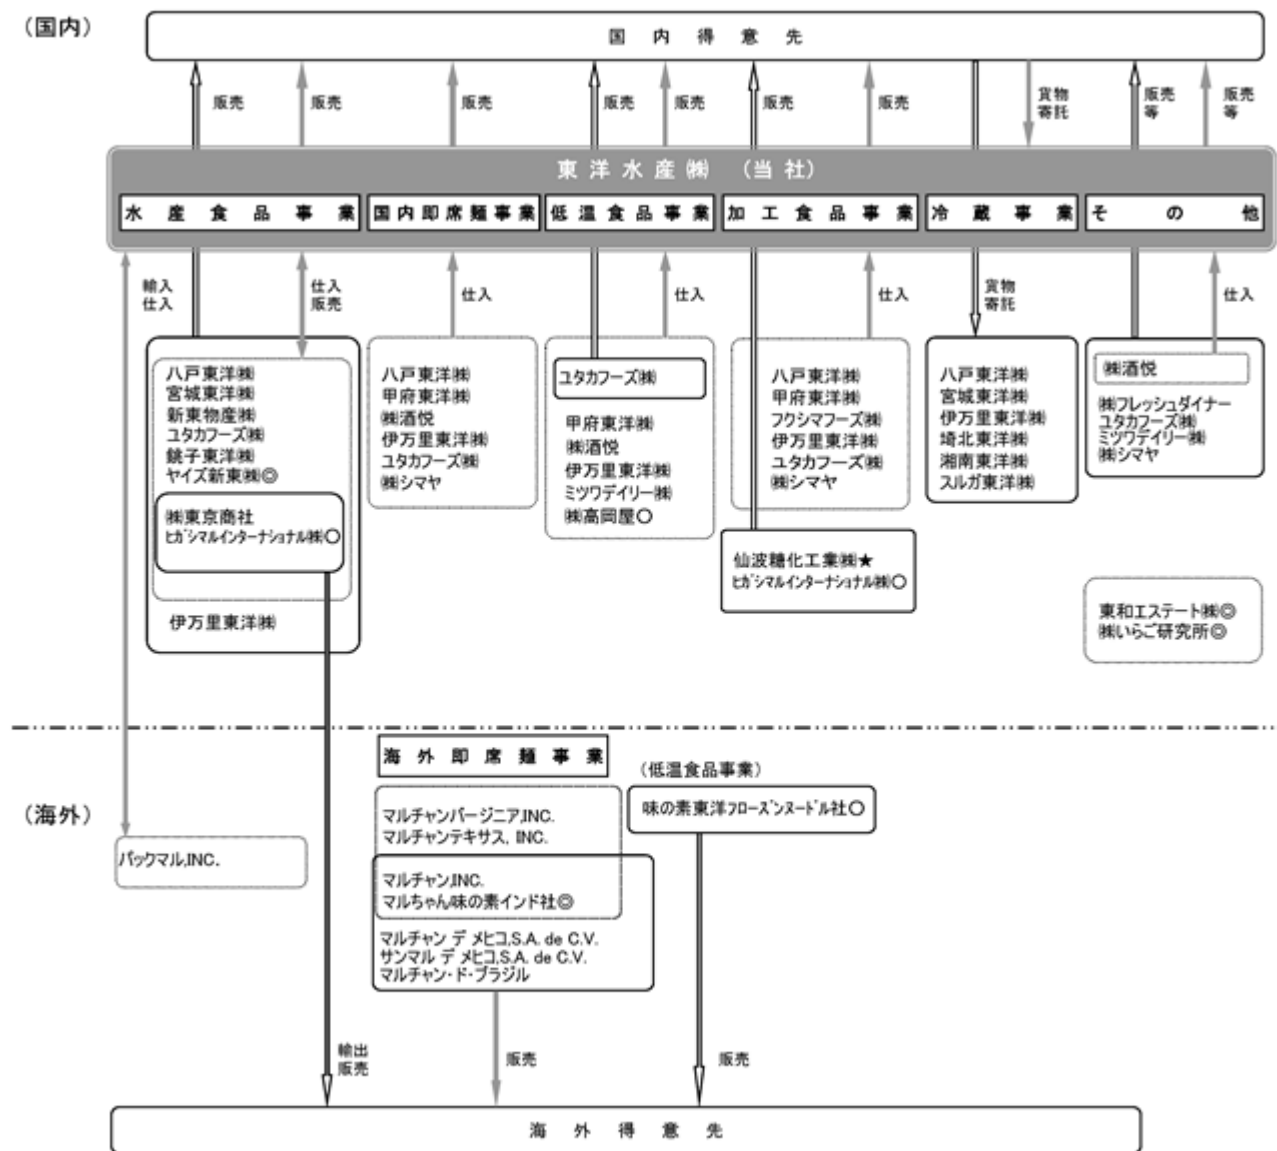 （国内）
国内得意先
販売
販売
販売
販売
販売
販売
販売
貨物
寄託
販売
等
販売
等
東洋水産㈱ （当社）
水産食品事業
国内即席麺事業
低温食品事業
加工食品事業
冷蔵事業
その他
輸入
仕入
仕入
販売
仕入
仕入
仕入
貨物
寄託
仕入
八戸東洋㈱
宮城東洋㈱
新東物産㈱
ユタカフーズ㈱
銚子東洋㈱
ヤイズ新東㈱◎
㈱東京商社
ヒガシマルインターナショナル㈱○
伊万里東洋㈱
八戸東洋㈱
甲府東洋㈱
㈱酒悦
伊万里東洋㈱
ユタカフーズ㈱
㈱シマヤ
ユタカフーズ㈱
甲府東洋㈱
㈱酒悦
伊万里東洋㈱
ミツワデイリー㈱
㈱高岡屋○
八戸東洋㈱
甲府東洋㈱
フクシマフーズ㈱
伊万里東洋㈱
ユタカフーズ㈱
㈱シマヤ
仙波糖化工業㈱★
ヒガシマルインターナショナル㈱○
八戸東洋㈱
宮城東洋㈱
伊万里東洋㈱
埼北東洋㈱
湘南東洋㈱
スルガ東洋㈱
㈱酒悦
㈱フレッシュダイナー
ユタカフーズ㈱
ミツワデイリー㈱
㈱シマヤ
東和エステート㈱◎
㈱いらご研究所◎
（海外）
パックマル,INC.
海外即席麺事業
マルチャンバージニア,INC.
マルチャンテキサス, INC.
マルチャン,INC.
マルちゃん味の素インド社◎
マルチャン デ メヒコ,S.A. de C.V.
サンマル デ メヒコ,S.A. de C.V.
マルチャン・ド・ブラジル
（低温食品事業）
味の素東洋フローズンヌードル社○
輸出
販売
販売
販売
海外得意先